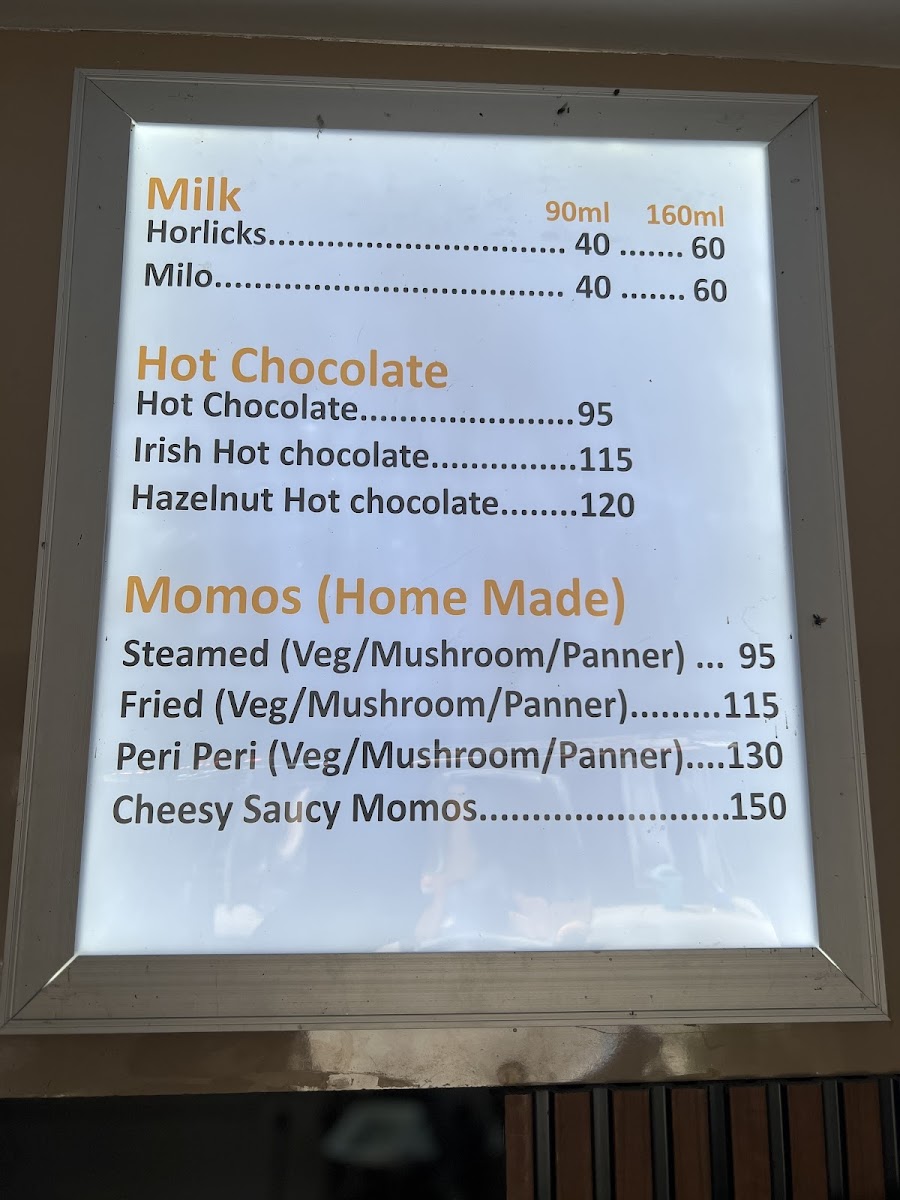 Milk 90ml 160ml
Horlicks............................... 40 ....... 60
Milo.................................... 40 ....... 60
Hot Chocolate
Hot Chocolate......................95
Irish Hot chocolate...............115
Hazelnut Hot chocolate........120
Momos (Home Made)
Steamed (Veg/Mushroom/Panner) ... 95
Fried (Veg/Mushroom/Panner).........115
Peri Peri (Veg/Mushroom/Panner)....130
Cheesy Saucy Momos.........................150